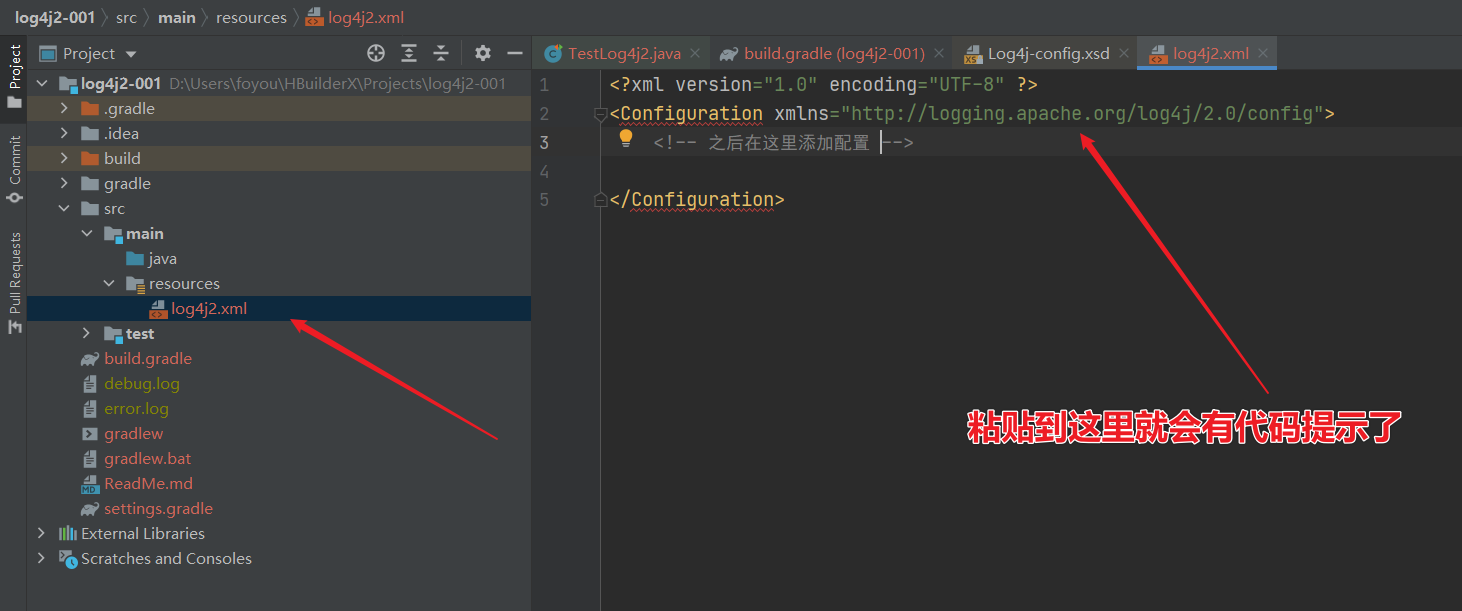 log4j2-001 〉 src 〉 main 〉 resources 〉 log4j2.xml
Project
Commit
Pull Requests
Project
log4j2-001 D:\Users\foyou\HBuilderX\Projects\log4j2-001
.gradle
.idea
build
gradle
src
main
java
resources
log4j2.xml
test
build.gradle
debug.log
error.log
gradlew
gradlew.bat
ReadMe.md
settings.gradle
External Libraries
Scratches and Consoles
TestLog4j2.java × build.gradle (log4j2-001) × Log4j-config.xsd × log4j2.xml ×
1 <?xml version="1.0" encoding="UTF-8" ?>
2 <Configuration xmlns="http://logging.apache.org/log4j/2.0/config">
3 <!-- 之后在这里添加配置 -->
4
5 </Configuration>
粘贴到这里就会有代码提示了